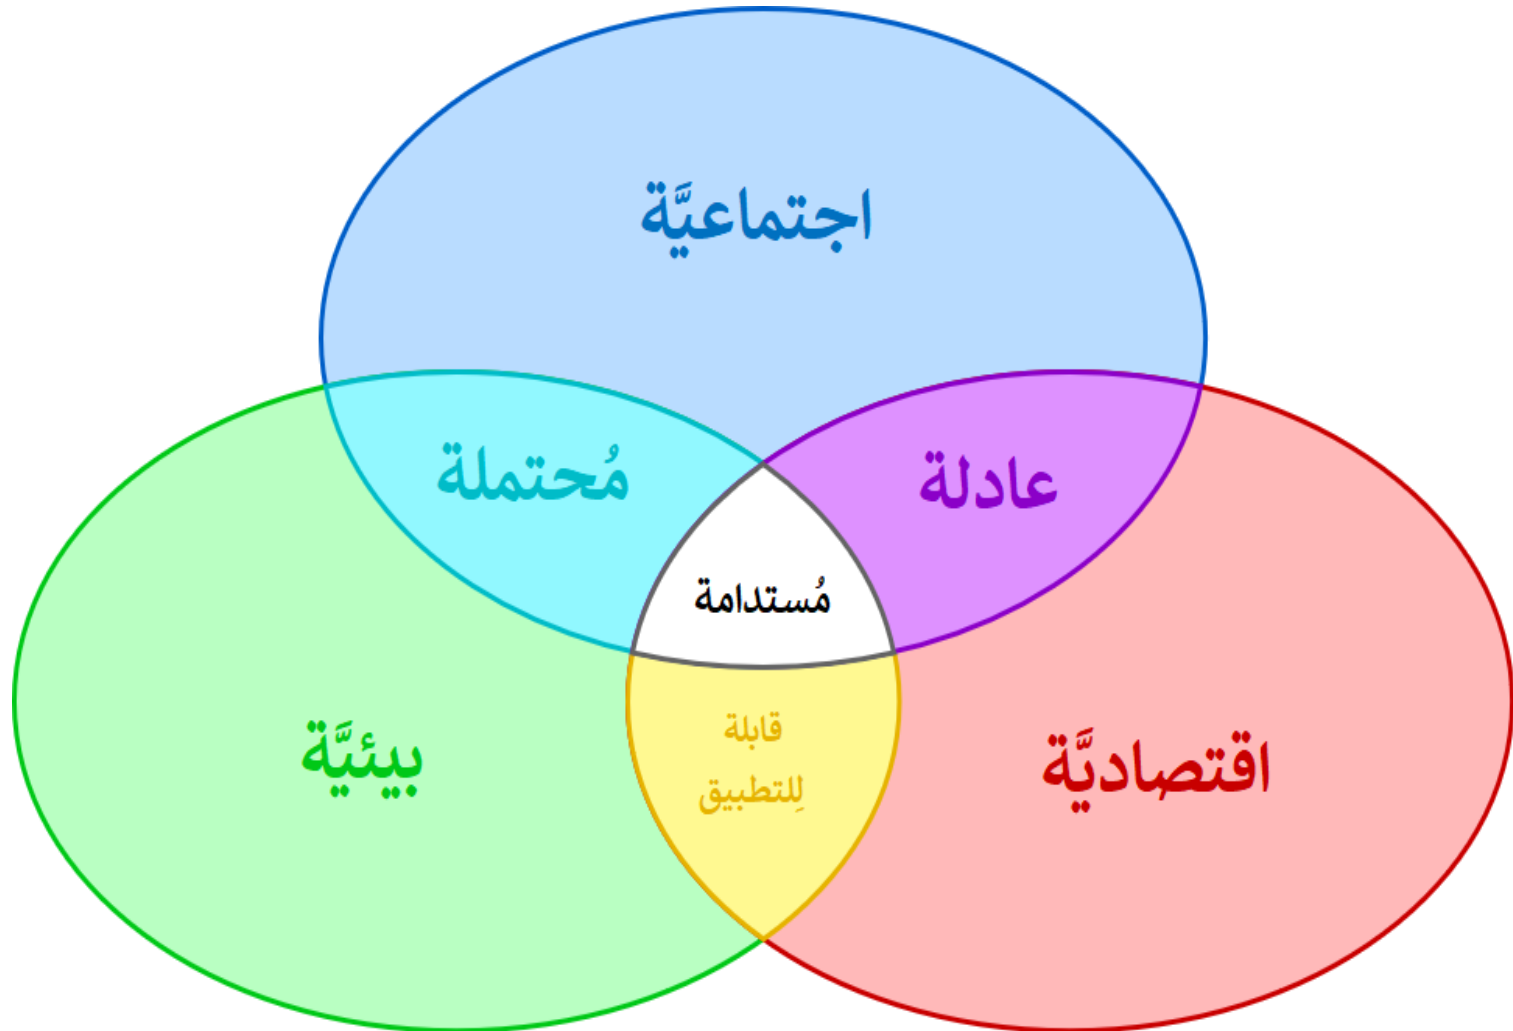 اجتماعيَّة
عادلة
مُحتملة
مُستدامة
قابلة
لِلتطبيق
اقتصاديَّة
بيئيَّة